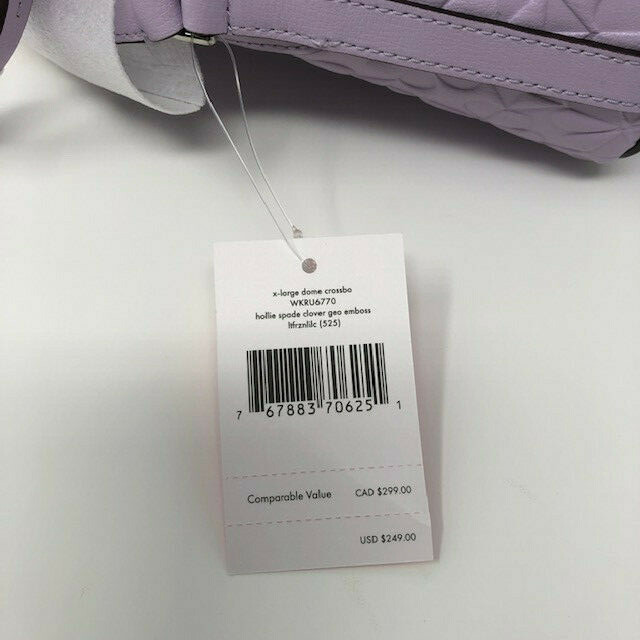 x-large dome crossbo
WKRU6770
hollie spade clover geo emboss
ltfrznlilc (525)
7 67883 70625 1
Comparable Value CAD $299.00
USD $249.00